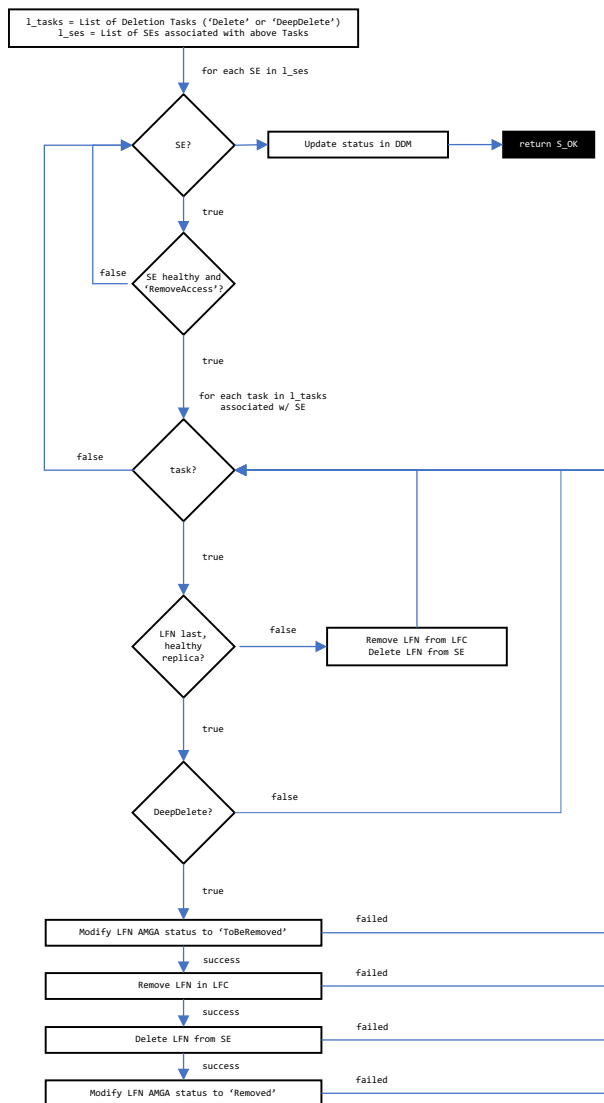 l_tasks = List of Deletion Tasks (‘Delete’ or ‘DeepDelete’)
l_ses = List of SEs associated with above Tasks
for each SE in l_ses
SE?
Update status in DDM
return S_OK
true
SE healthy and
‘RemoveAccess’?
false
true
for each task in l_tasks
associated w/ SE
task?
false
true
LFN last,
healthy
replica?
false
Remove LFN from LFC
Delete LFN from SE
true
DeepDelete?
false
true
Modify LFN AMGA status to ‘ToBeRemoved’
failed
success
Remove LFN in LFC
failed
success
Delete LFN from SE
failed
success
Modify LFN AMGA status to ‘Removed’
failed